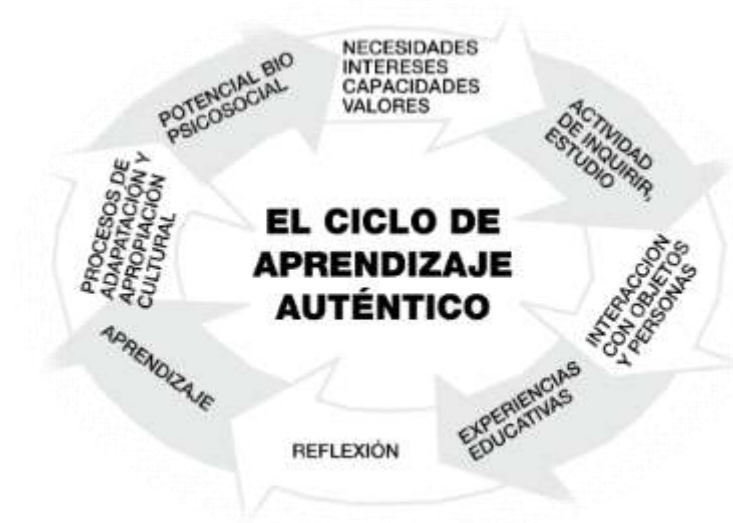 NECESIDADES
INTERESES
CAPACIDADES
VALORES
ACTIVIDAD
DE INQUIRIR,
ESTUDIO
INTERACCION
CON OBJETOS
Y PERSONAS
EXPERIENCIAS
EDUCATIVAS
REFLEXIÓN
APRENDIZAJE
PROCESOS DE
ADAPATACIÓN Y
APROPIACIÓN
CULTURAL
POTENCIAL BIO
PSICOSOCIAL
EL CICLO DE
APRENDIZAJE
AUTÉNTICO